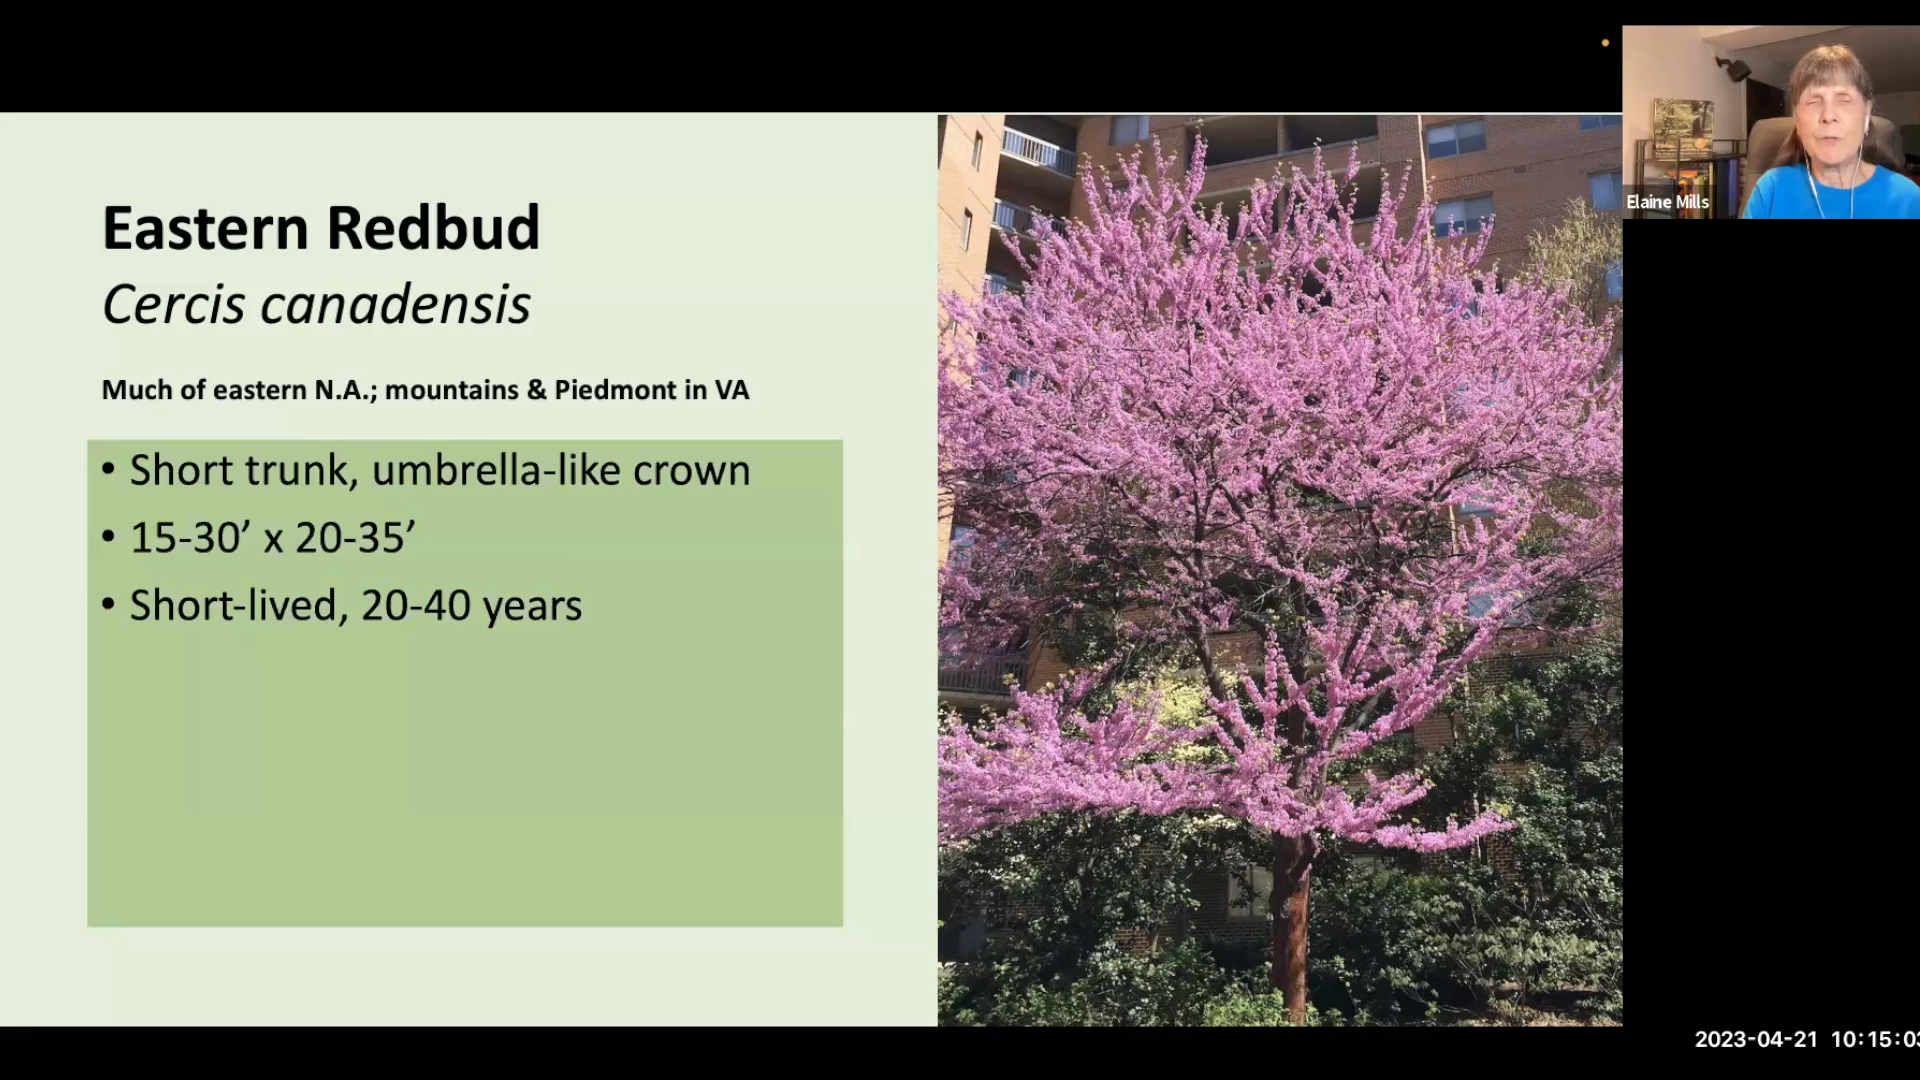 Eastern Redbud
Cercis canadensis
Much of eastern N.A.; mountains & Piedmont in VA
• Short trunk, umbrella-like crown
• 15-30’ x 20-35’
• Short-lived, 20-40 years
Elaine Mills
2023-04-21 10:15:03